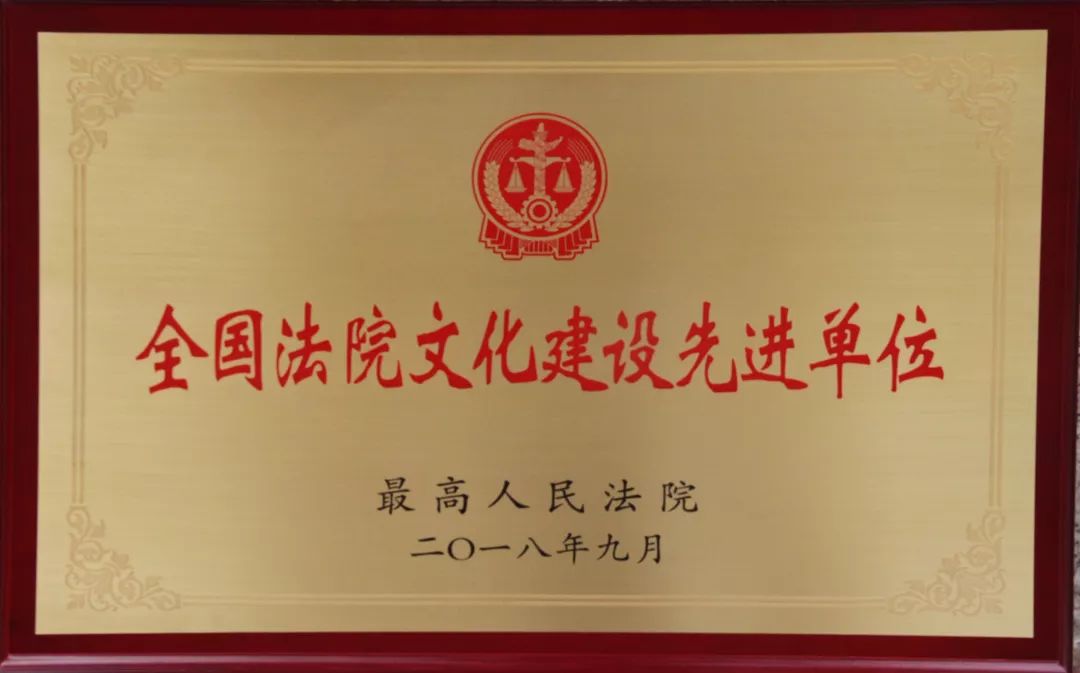 全国法院文化建设先进单位
最高人民法院
二〇一八年九月